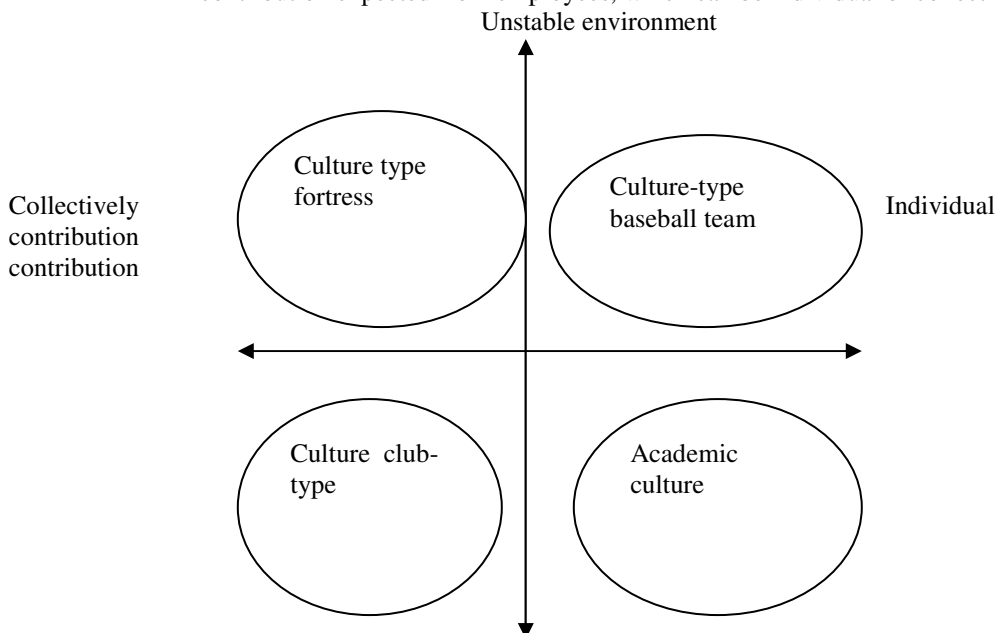 Unstable environment
Culture type
fortress
Culture-type
baseball team
Collectively
contribution
contribution
Individual
Culture club-
type
Academic
culture